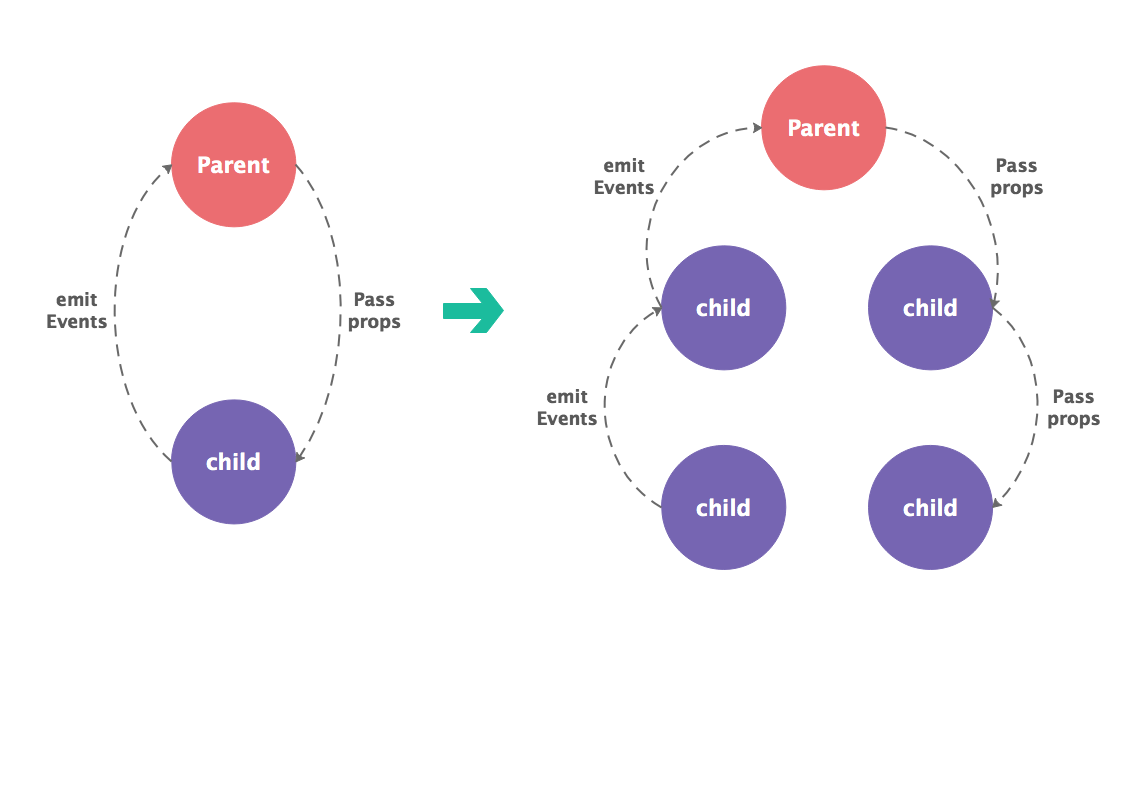 Parent
emit
Events
Pass
props
child
Parent
emit
Events
Pass
props
child
child
emit
Events
Pass
props
child
child